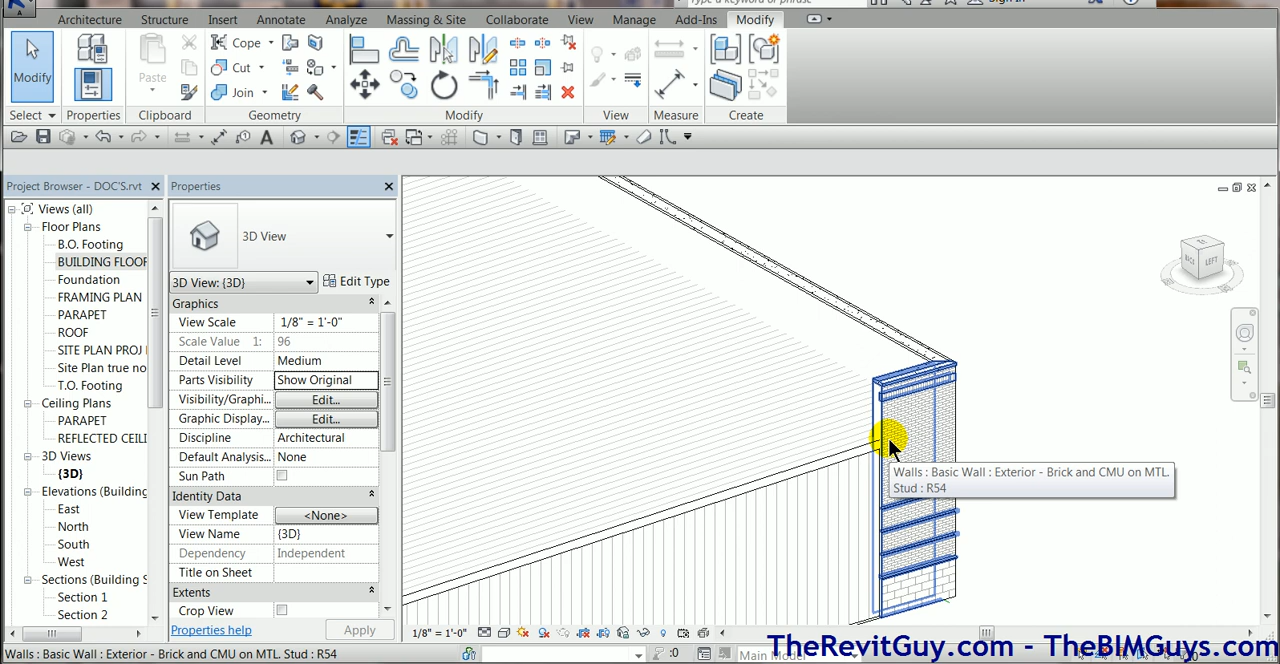 Type a keyword or phrase
Sign In
Architecture Structure Insert Annotate Analyze Massing & Site Collaborate View Manage Add-Ins Modify
Modify
Paste
Cope
Cut
Join
Select Properties Clipboard Geometry Modify View Measure Create
Project Browser - DOC'S.rvt
Properties
Views (all)
Floor Plans
B.O. Footing
BUILDING FLOOR
Foundation
FRAMING PLAN
PARAPET
ROOF
SITE PLAN PROJ
Site Plan true no
T.O. Footing
Ceiling Plans
PARAPET
REFLECTED CEILI
3D Views
{3D}
Elevations (Building
East
North
South
West
Sections (Building S
Section 1
Section 2
3D View
3D View: {3D}
Edit Type
Graphics
View Scale 1/8" = 1'-0"
Scale Value 1: 96
Detail Level Medium
Parts Visibility Show Original
Visibility/Graphi... Edit...
Graphic Display... Edit...
Discipline Architectural
Default Analysis... None
Sun Path
Identity Data
View Template <None>
View Name {3D}
Dependency Independent
Title on Sheet
Extents
Crop View
Properties help
Apply
LEFT
Walls : Basic Wall : Exterior - Brick and CMU on MTL.
Stud : R54
1/8" = 1'-0"
TheRevitGuy.com - TheBIMGuys.com
Walls : Basic Wall : Exterior - Brick and CMU on MTL. Stud : R54
:0
Main Model